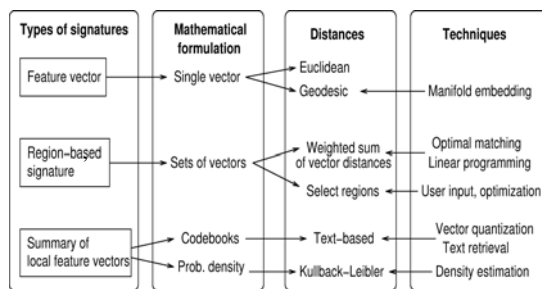 Types of signatures
Feature vector
Region-based
signature
Summary of
local feature vectors
Mathematical
formulation
Single vector
Sets of vectors
Codebooks
Prob. density
Distances
Euclidean
Geodesic
Weighted sum
of vector distances
Select regions
Text-based
Kullback-Leibler
Techniques
Manifold embedding
Optimal matching
Linear programming
User input, optimization
Vector quantization
Text retrieval
Density estimation